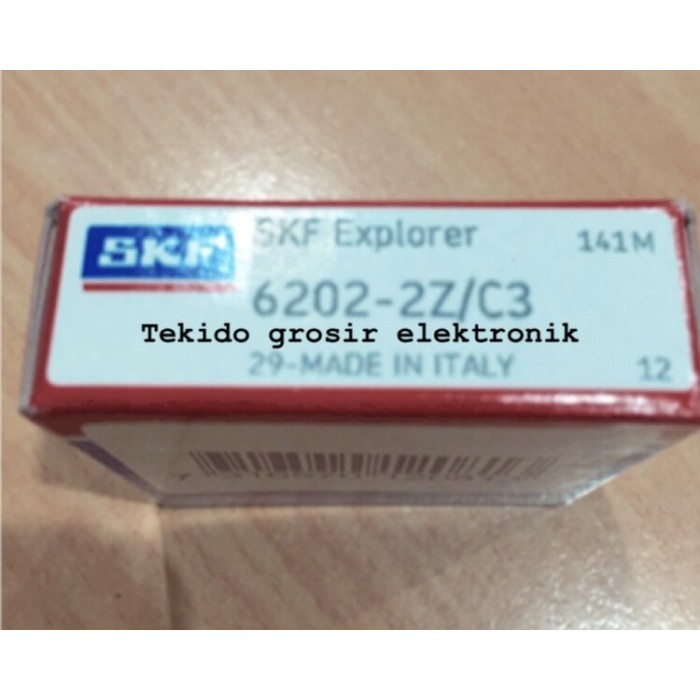 SKF
SKF Explorer
141M
6202-2Z/C3
Tekido grosir elektronik
29-MADE IN ITALY
12